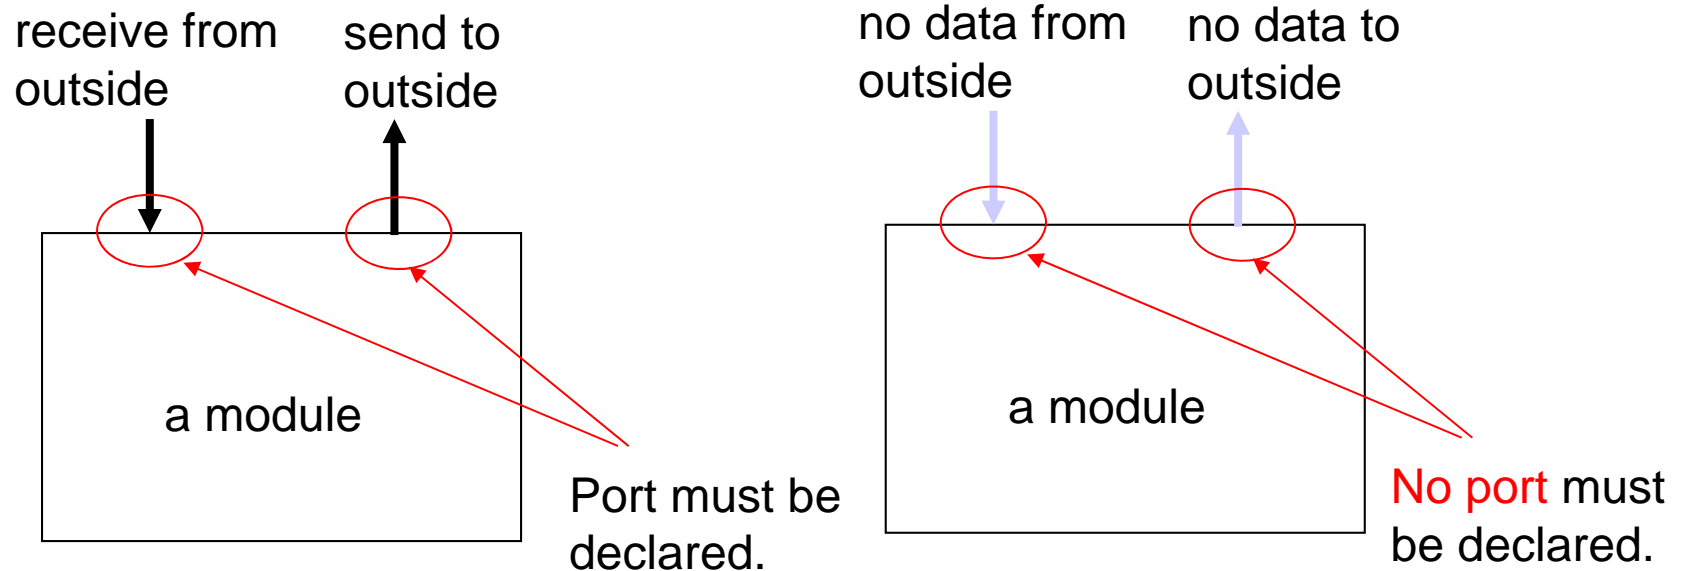 receive from
outside
send to
outside
a module
Port must be
declared.
no data from
outside
no data to
outside
a module
No port must
be declared.